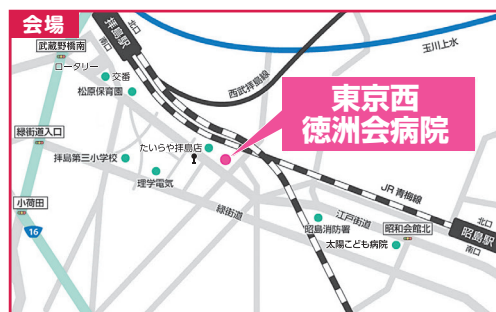 会場
北口
拝島駅
南口
武蔵野橋南
ロータリー
交番
松原保育園
西武拝島線
玉川上水
東京西
徳洲会病院
緑街道入口
たいらや拝島店
拝島第三小学校
理学電気
JR青梅線
小荷田
緑街道
江戸街道
北口
昭島駅
南口
16
昭島消防署
昭和会館北
太陽こども病院